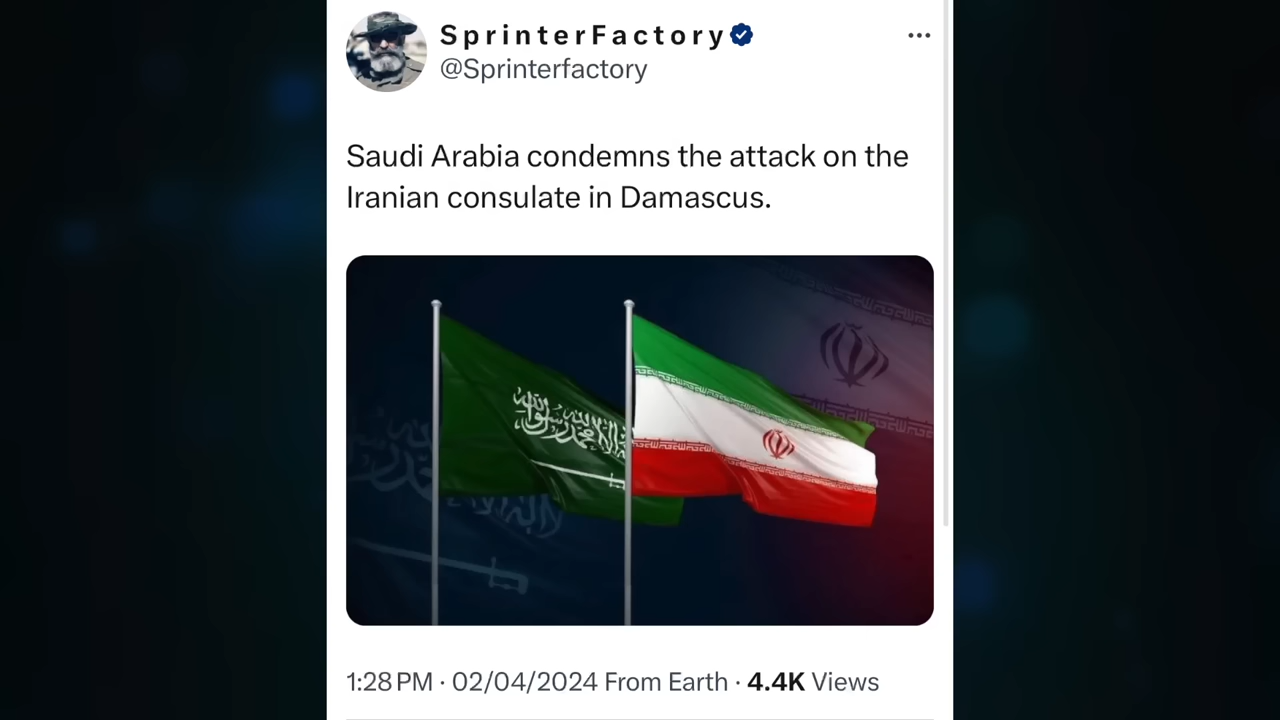 SprinterFactory
@Sprinterfactory
Saudi Arabia condemns the attack on the
Iranian consulate in Damascus.
1:28 PM · 02/04/2024 From Earth · 4.4K Views